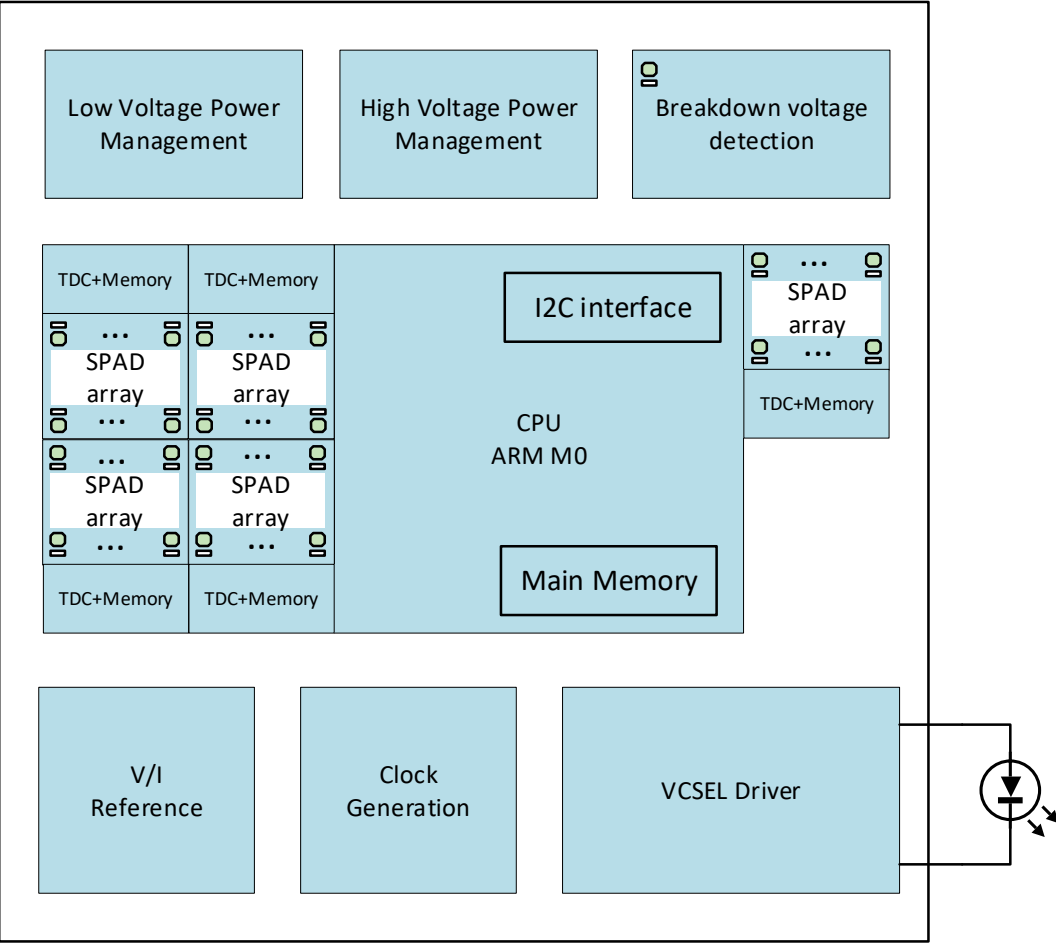 Low Voltage Power
Management
High Voltage Power
Management
Breakdown voltage
detection
TDC+Memory
TDC+Memory
...
SPAD
array
...
...
SPAD
array
...
...
SPAD
array
...
...
SPAD
array
...
TDC+Memory
TDC+Memory
I2C interface
CPU
ARM M0
Main Memory
...
SPAD
array
...
TDC+Memory
V/I
Reference
Clock
Generation
VCSEL Driver